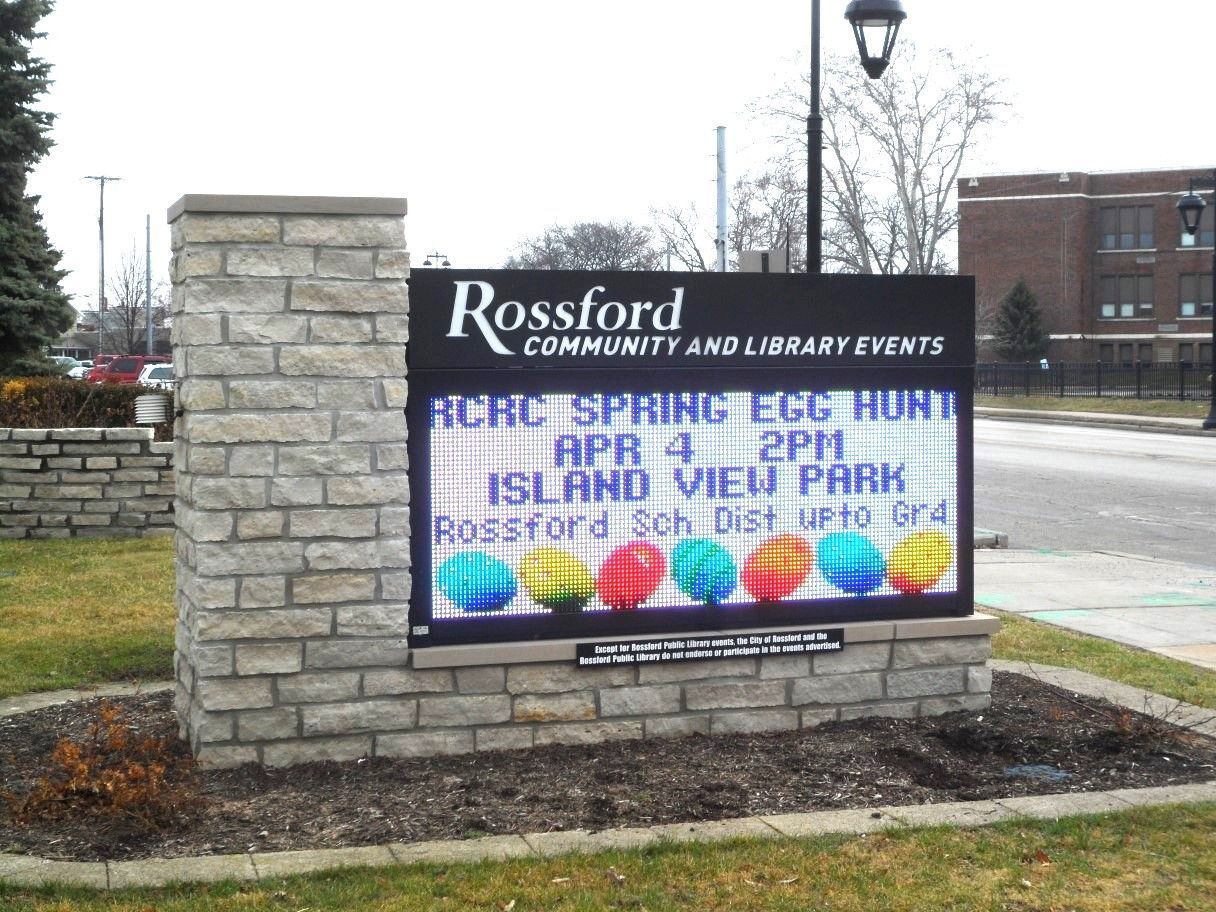 Rossford
COMMUNITY AND LIBRARY EVENTS
RCRC SPRING EGG HUNT
APR 4 2PM
ISLAND VIEW PARK
Rossford Sch Dist upto Gr4
Except for Rossford Public Library events, the City of Rossford and the
Rossford Public Library do not endorse or participate in the events advertised.